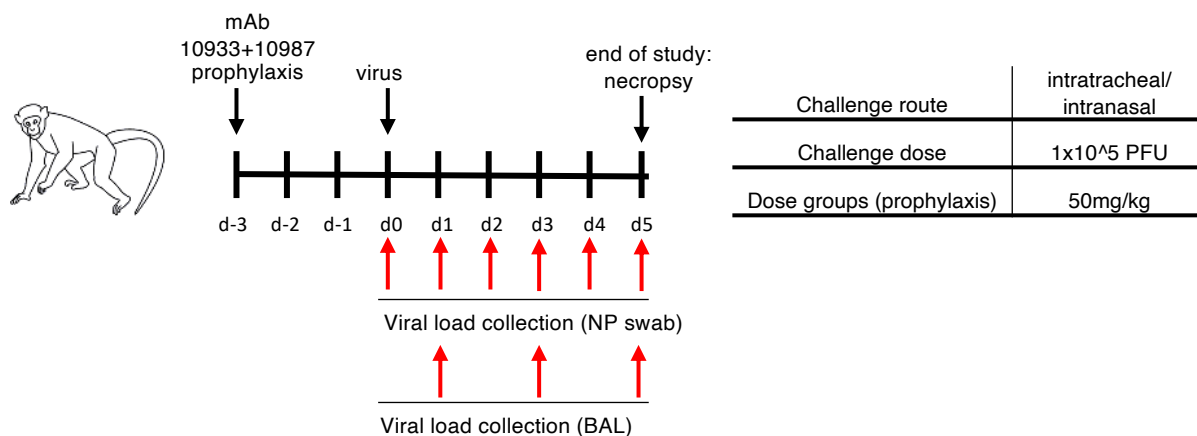 mAb
10933+10987
prophylaxis
virus
end of study:
necropsy
d-3 d-2 d-1 d0 d1 d2 d3 d4 d5
Viral load collection (NP swab)
Viral load collection (BAL)
Challenge route intratracheal/
intranasal
Challenge dose 1x10^5 PFU
Dose groups (prophylaxis) 50mg/kg